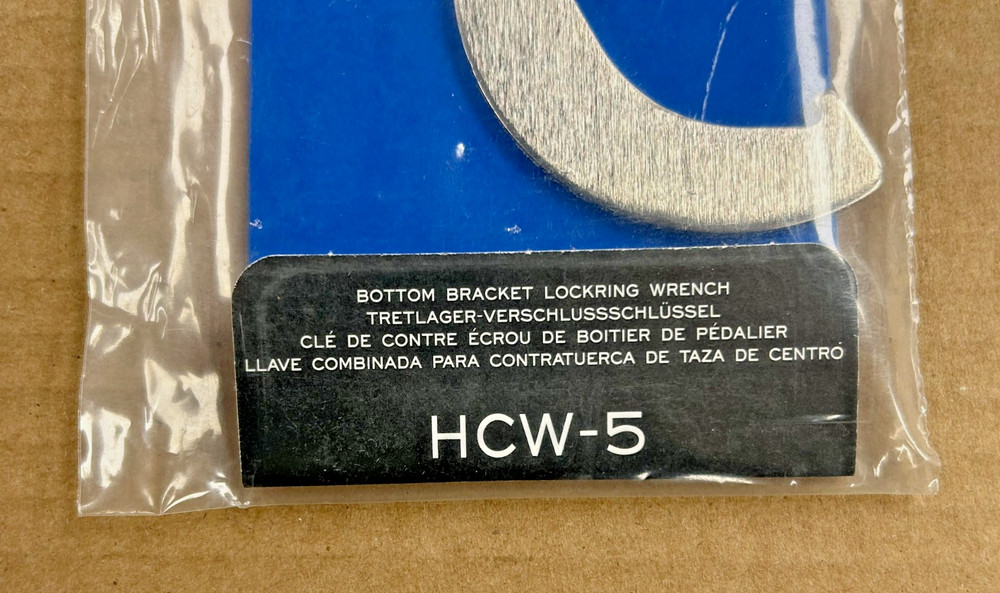 BOTTOM BRACKET LOCKRING WRENCH
TRETLAGER-VERSCHLUSSSCHLÜSSEL
CLÉ DE CONTRE ÉCROU DE BOITIER DE PÉDALIER
LLAVE COMBINADA PARA CONTRATUERCA DE TAZA DE CENTRO
HCW-5